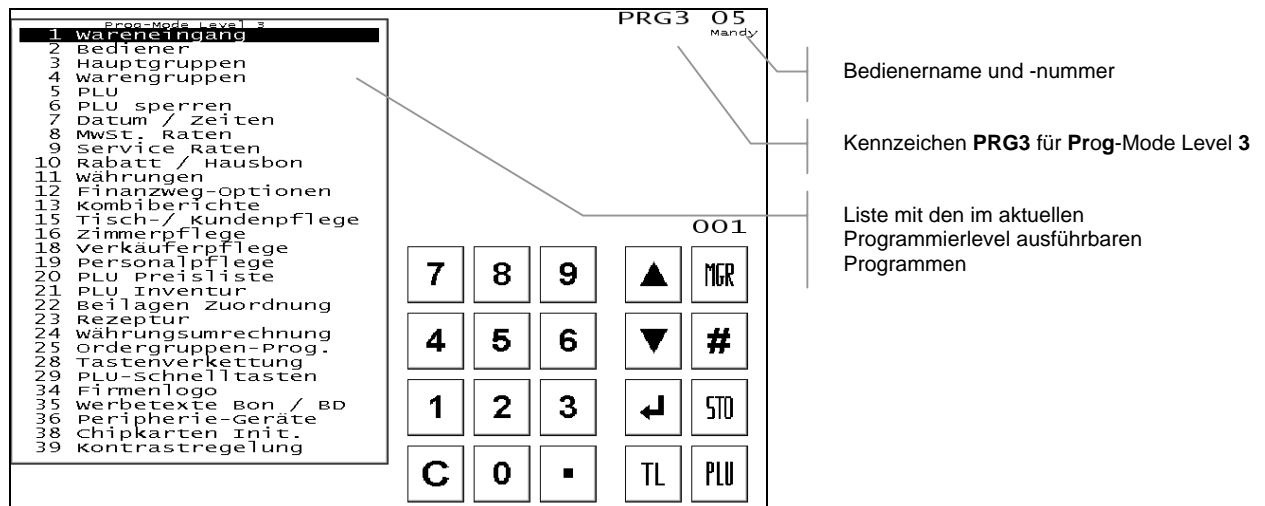 Prog-Mode Level 3
1 Wareneingang
2 Bediener
3 Hauptgruppen
4 Warengruppen
5 PLU
6 PLU sperren
7 Datum / Zeiten
8 MwSt. Raten
9 Service Raten
10 Rabatt / Hausbon
11 Währungen
12 Finanzweg-Optionen
13 Kombiberichte
15 Tisch-/ Kundenpflege
16 Zimmerpflege
18 Verkäuferpflege
19 Personalpflege
20 PLU Preisliste
21 PLU Inventur
22 Beilagen Zuordnung
23 Rezeptur
24 Währungsumrechnung
25 Ordergruppen-Prog.
28 Tastenverkettung
29 PLU-Schnelltasten
34 Firmenlogo
35 Werbetexte Bon / BD
36 Peripherie-Geräte
38 Chipkarten Init.
39 Kontrastregelung
PRG3 05
Mandy
001
7 8 9 ▲ MGR
4 5 6 ▼ #
1 2 3 ↵ STO
C 0 . TL PLU
Bedienername und -nummer
Kennzeichen PRG3 für Prog-Mode Level 3
Liste mit den im aktuellen
Programmierlevel ausführbaren
Programmen